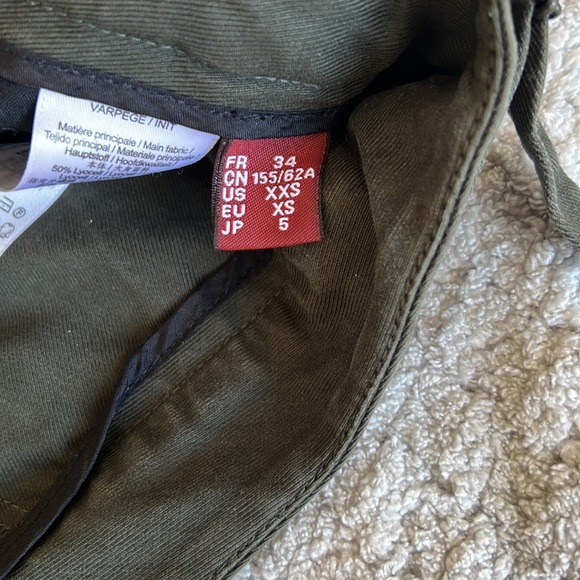 VARPEGE / INIT
Matière principale / Main fabric /
Tejido principal / Materiale principale
Hauptstoff / Hoofdkwaliteit /
50% Lyocell /
FR 34
CN 155/62A
US XXS
EU XS
JP 5